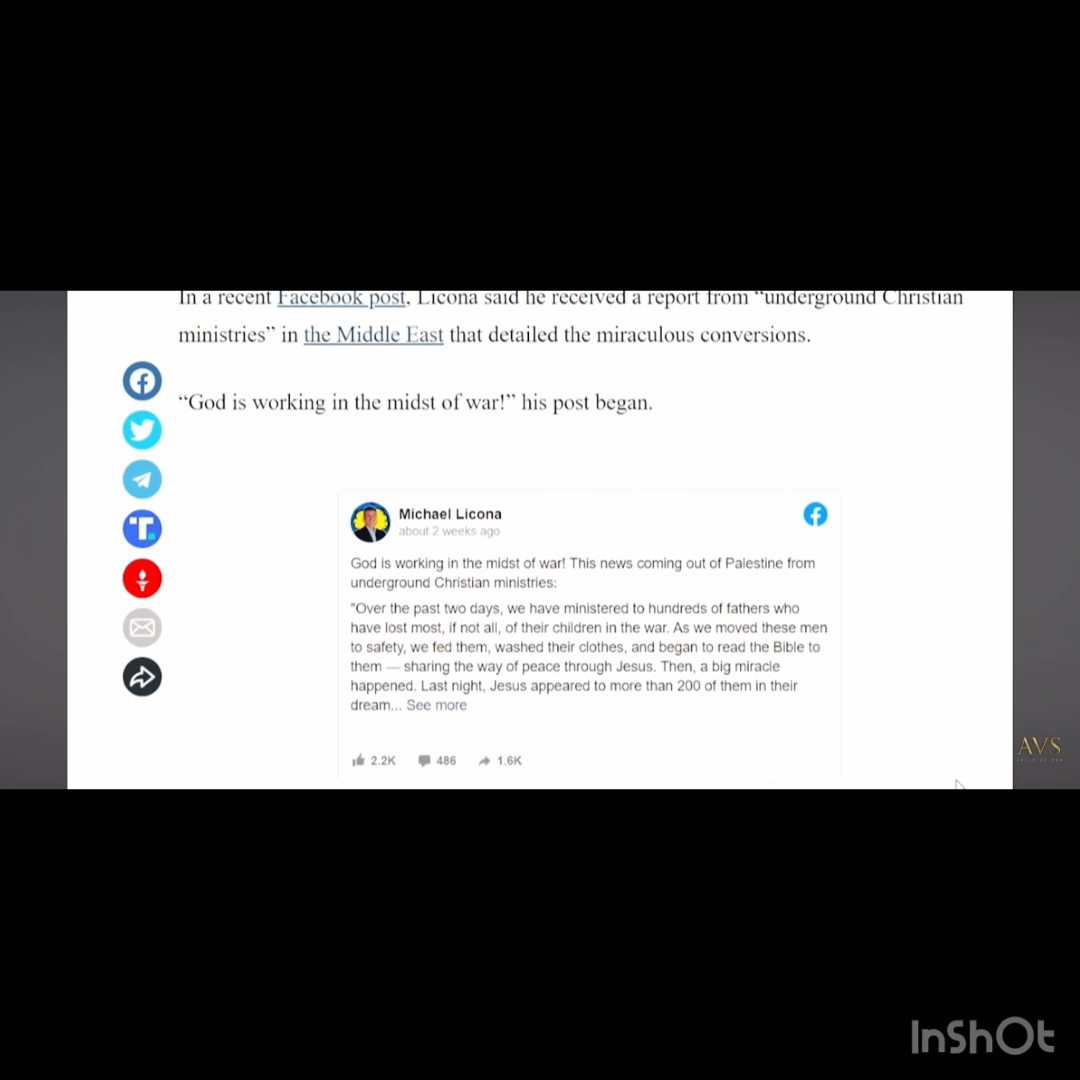 In a recent Facebook post, Licona said he received a report from “underground Christian
ministries” in the Middle East that detailed the miraculous conversions.
“God is working in the midst of war!” his post began.
Michael Licona
about 2 weeks ago
God is working in the midst of war! This news coming out of Palestine from
underground Christian ministries:
"Over the past two days, we have ministered to hundreds of fathers who
have lost most, if not all, of their children in the war. As we moved these men
to safety, we fed them, washed their clothes, and began to read the Bible to
them — sharing the way of peace through Jesus. Then, a big miracle
happened. Last night, Jesus appeared to more than 200 of them in their
dream... See more
2.2K 486 1.6K
AVS
InShOt